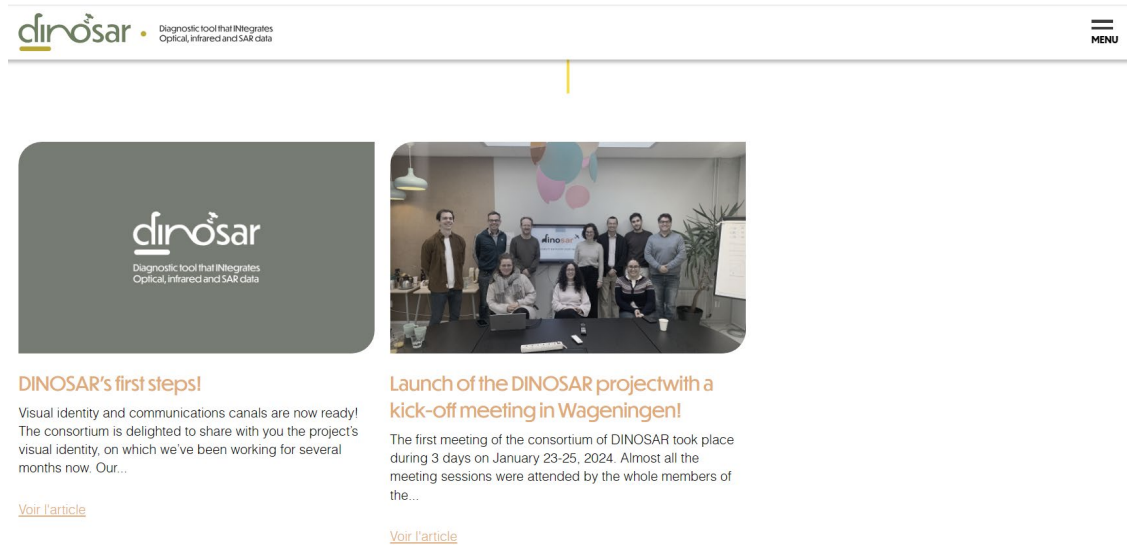 dinosar
Diagnostic tool that INtegrates
Optical, infrared and SAR data
MENU
dinosar
Diagnostic tool that INtegrates
Optical, infrared and SAR data
dinosar
DINOSAR's first steps!
Visual identity and communications canals are now ready!
The consortium is delighted to share with you the project's
visual identity, on which we've been working for several
months now. Our...
Voir l'article
Launch of the DINOSAR projectwith a
kick-off meeting in Wageningen!
The first meeting of the consortium of DINOSAR took place
during 3 days on January 23-25, 2024. Almost all the
meeting sessions were attended by the whole members of
the...
Voir l'article